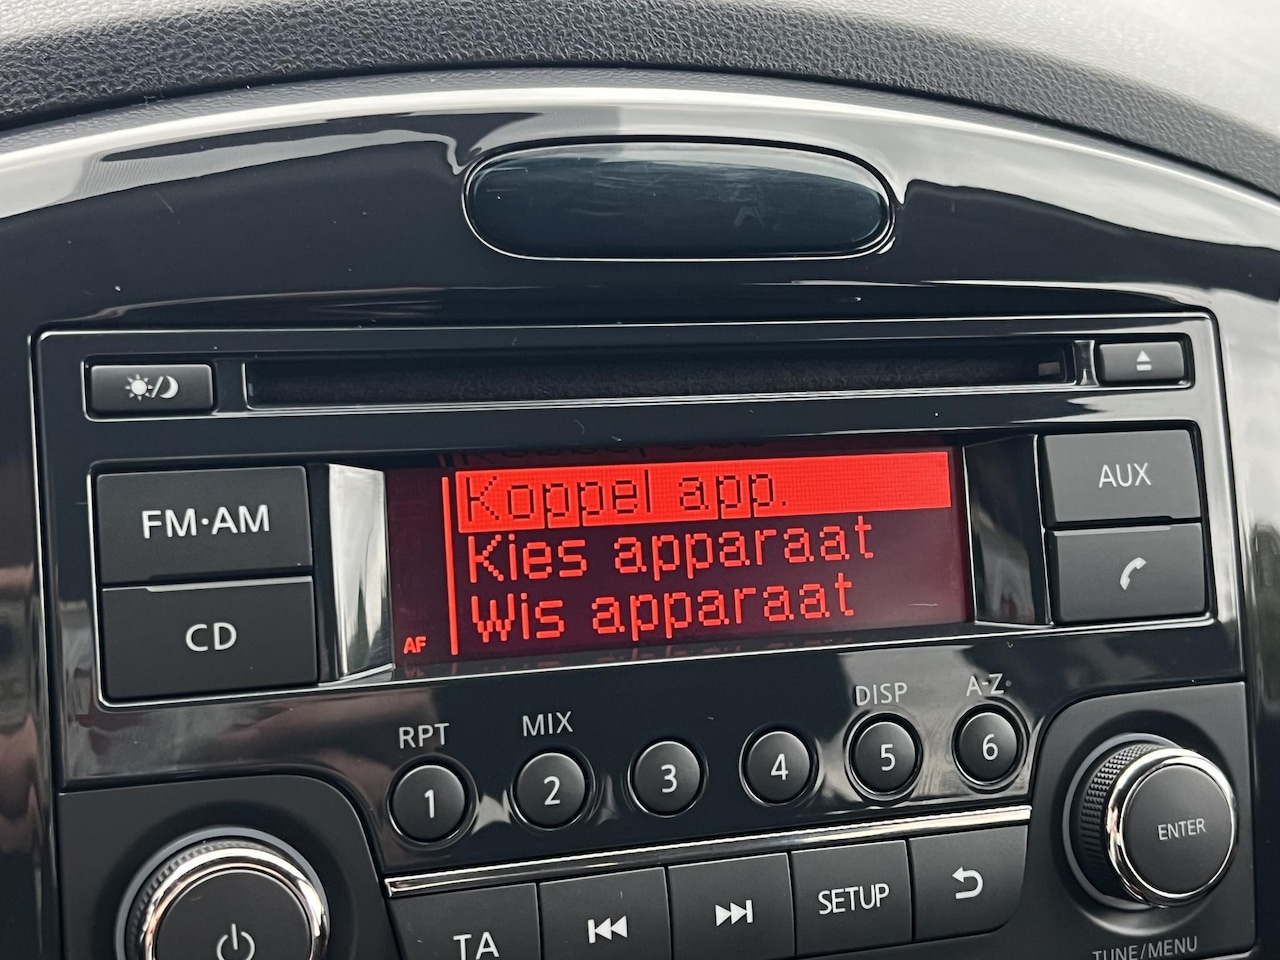 FM·AM
CD
Koppel app.
Kies apparaat
Wis apparaat
AF
AUX
RPT
MIX
DISP
A-Z
1
2
3
4
5
6
TA
SETUP
ENTER
TUNE/MENU